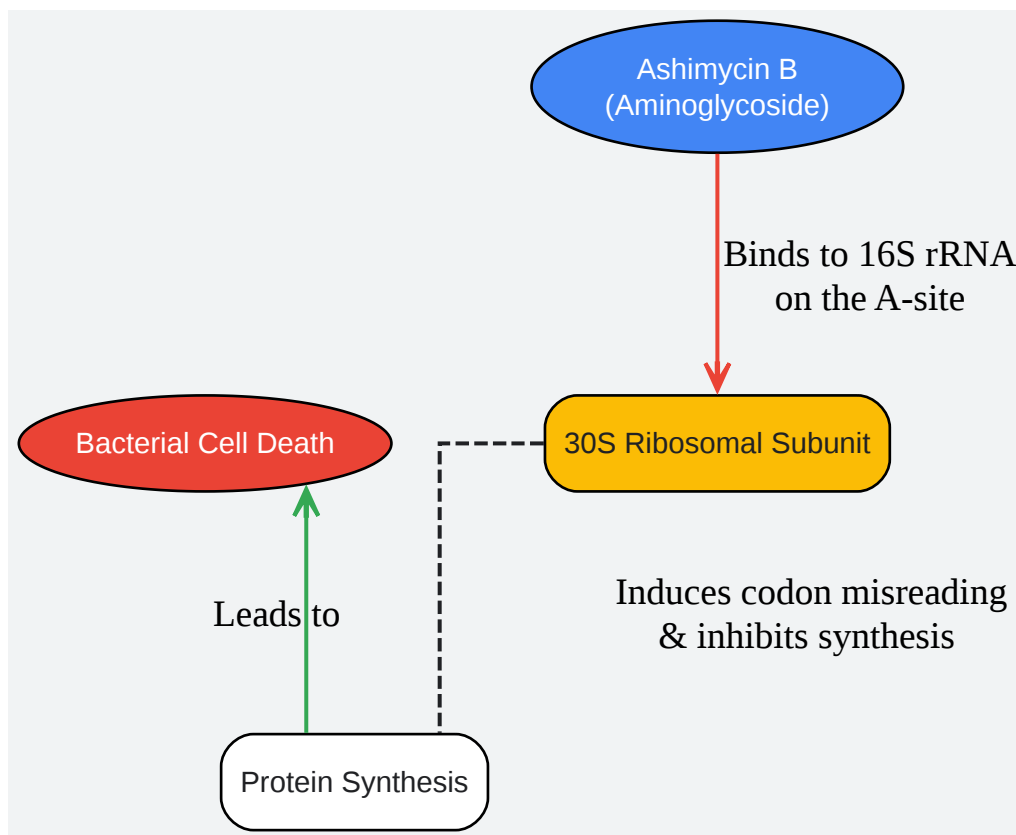 Ashimycin B
(Aminoglycoside)
Binds to 16S rRNA
on the A-site
Bacterial Cell Death
30S Ribosomal Subunit
Induces codon misreading
& inhibits synthesis
Leads to
Protein Synthesis